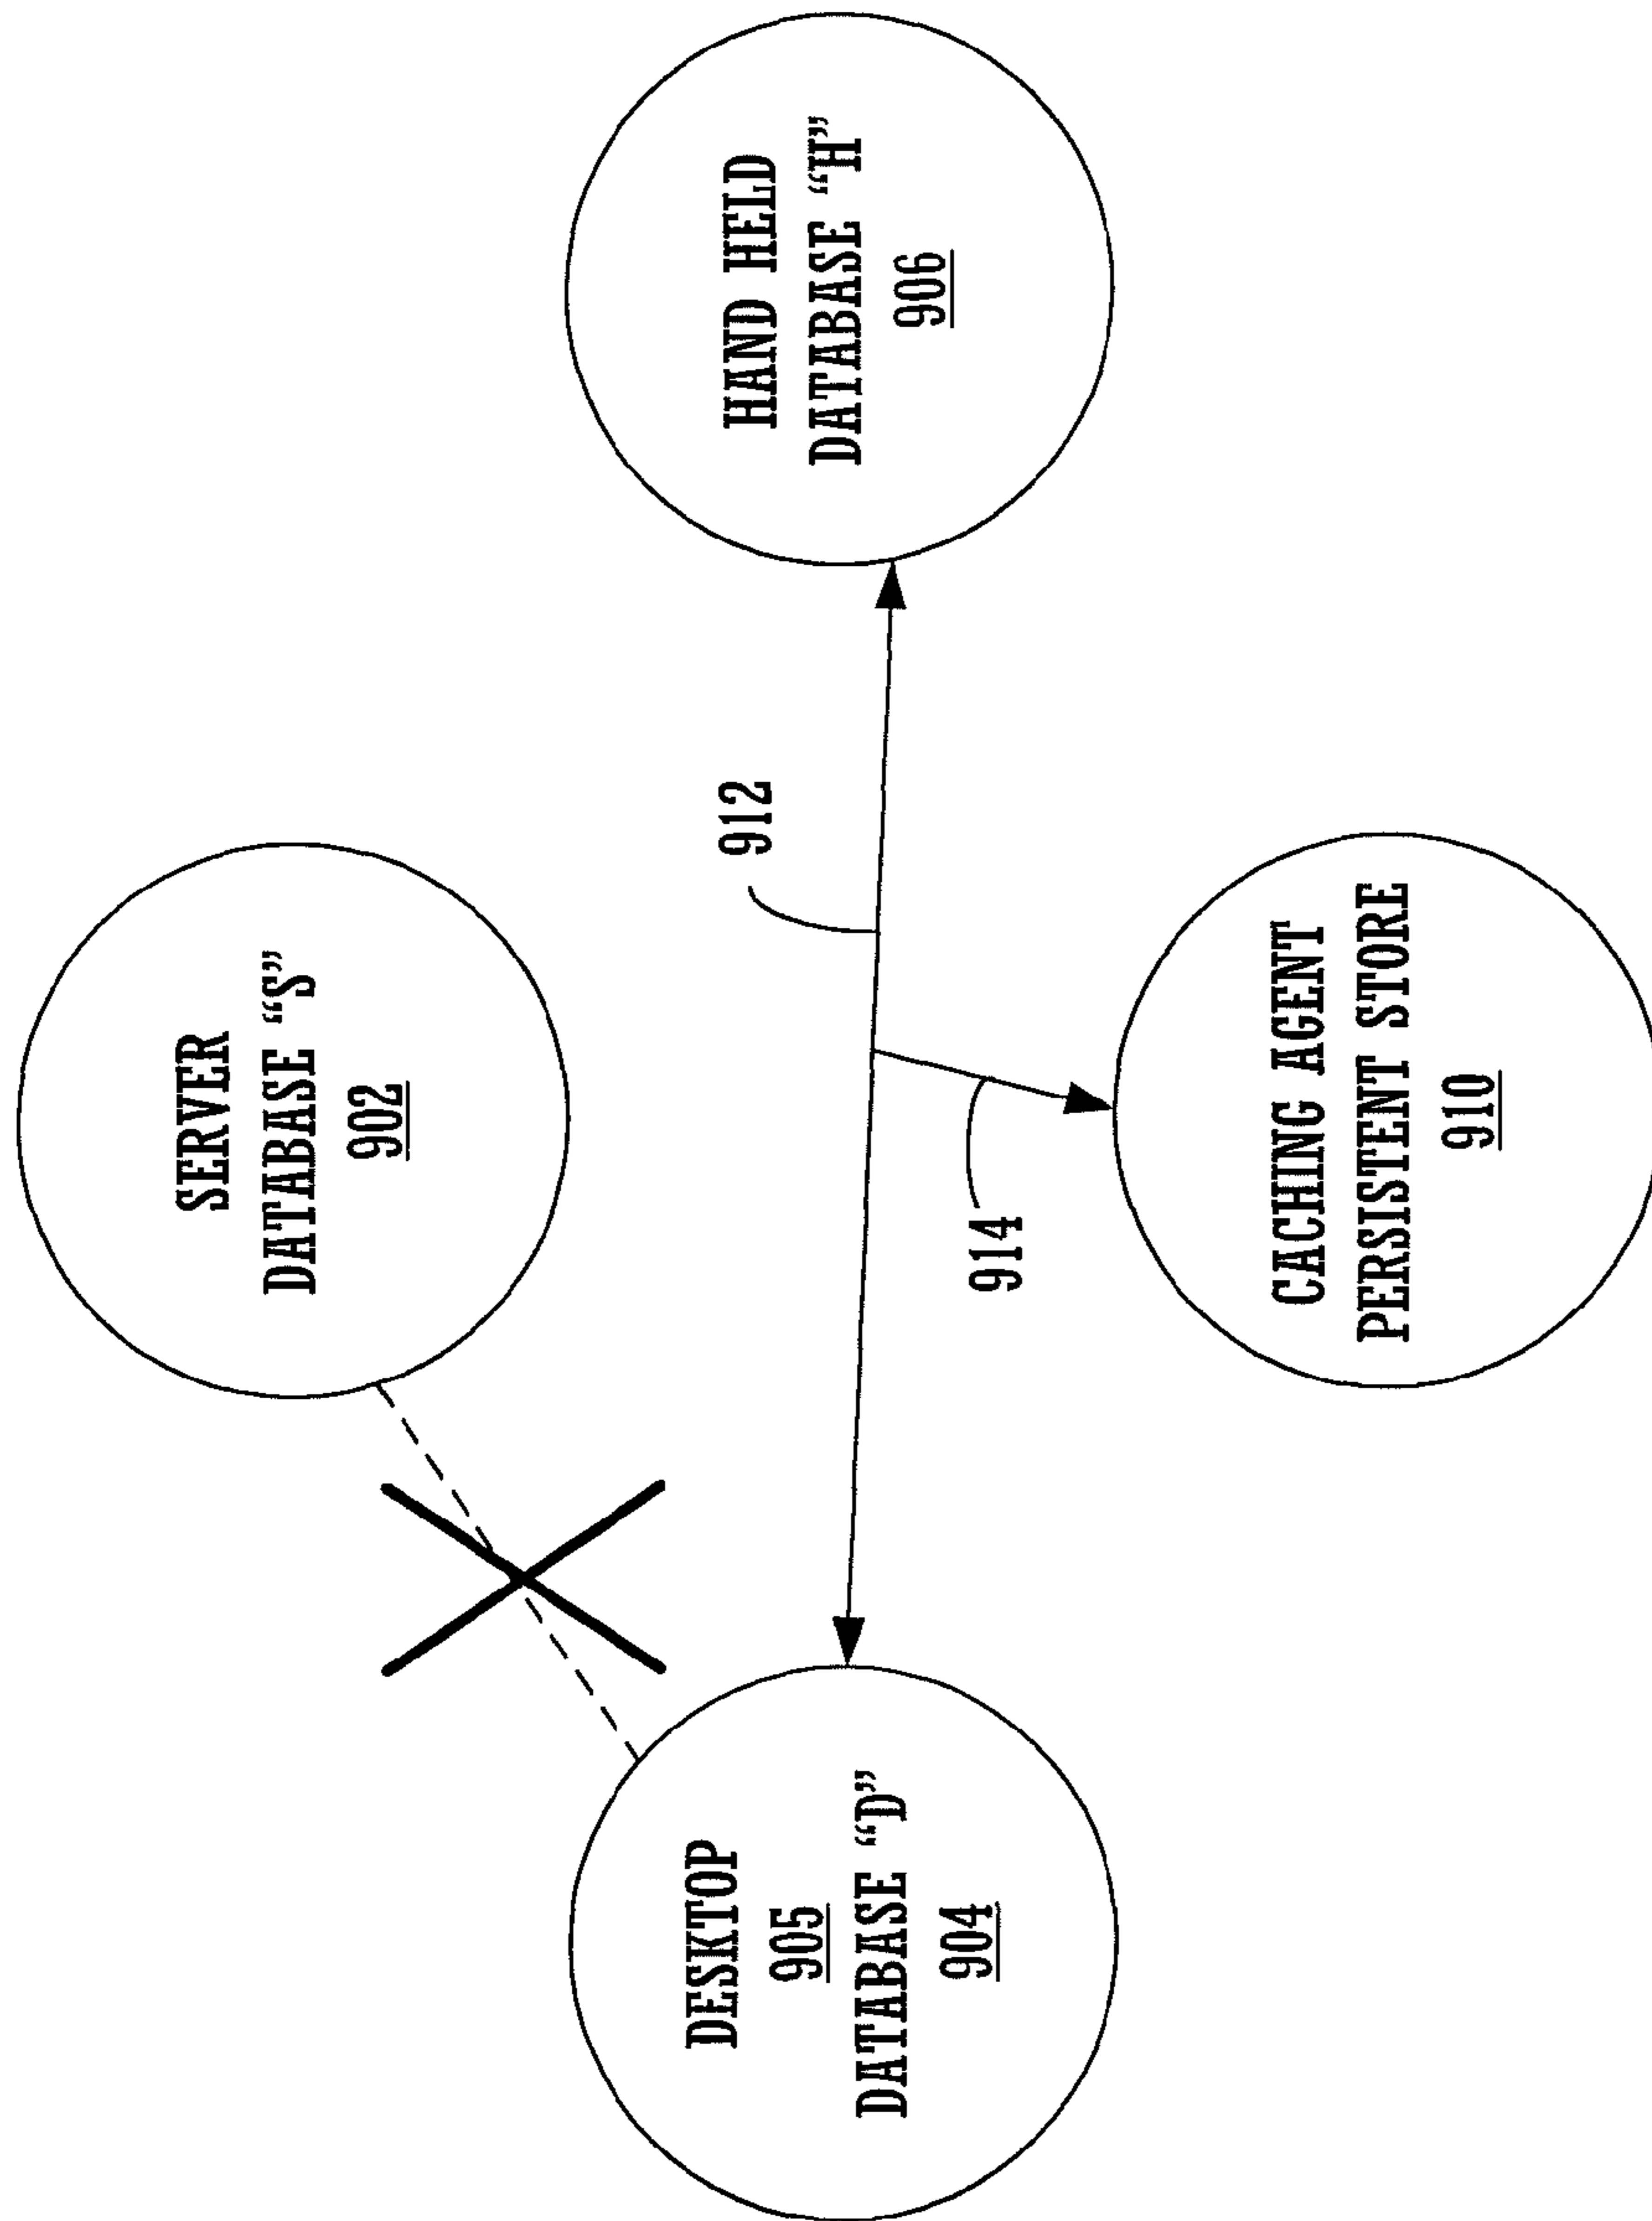 SERVER
DATABASE “S”
902
DESKTOP
905
DATABASE “D”
904
912
HAND HELD
DATABASE “H”
906
914
CACHING AGENT
PERSISTENT STORE
910